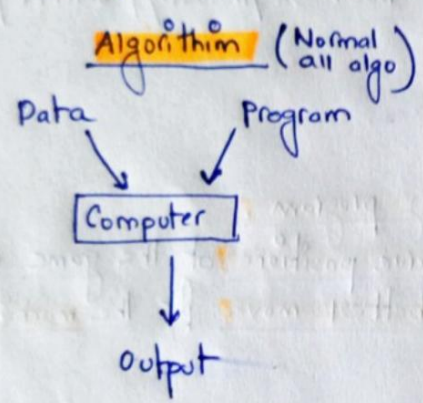 Algorithim (Normal
all algo)
Data Program
Computer
Output